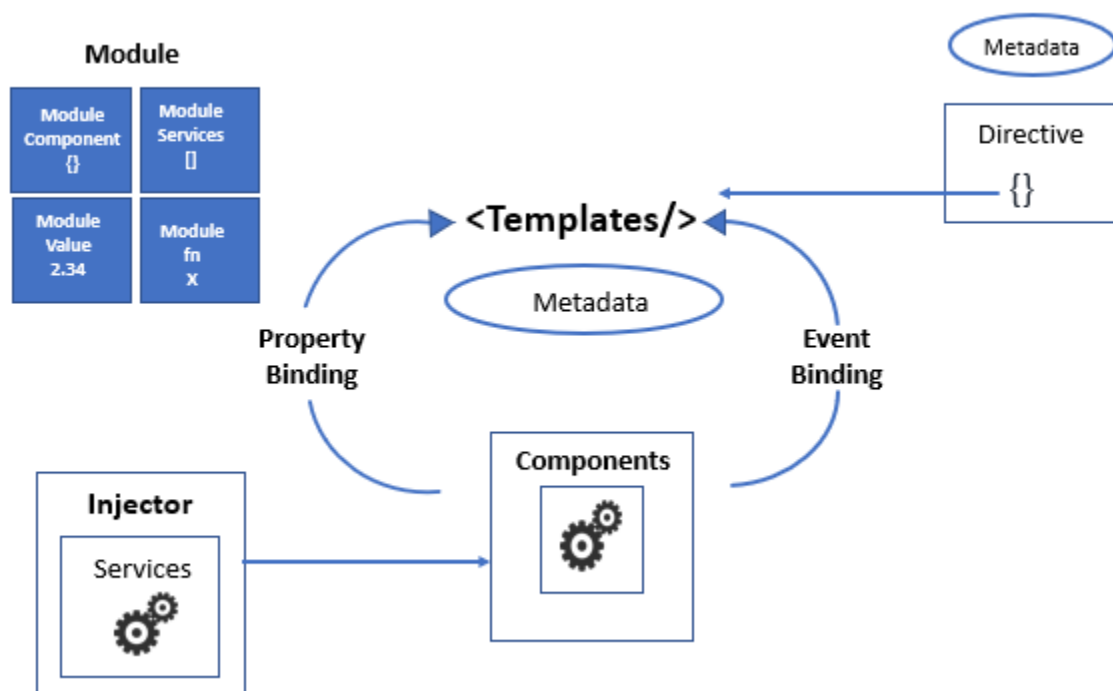 Module
Module
Component
{}
Module
Services
[]
Module
Value
2.34
Module
fn
X
Metadata
Directive
{}
<Templates/>
Metadata
Property
Binding
Event
Binding
Components
Injector
Services